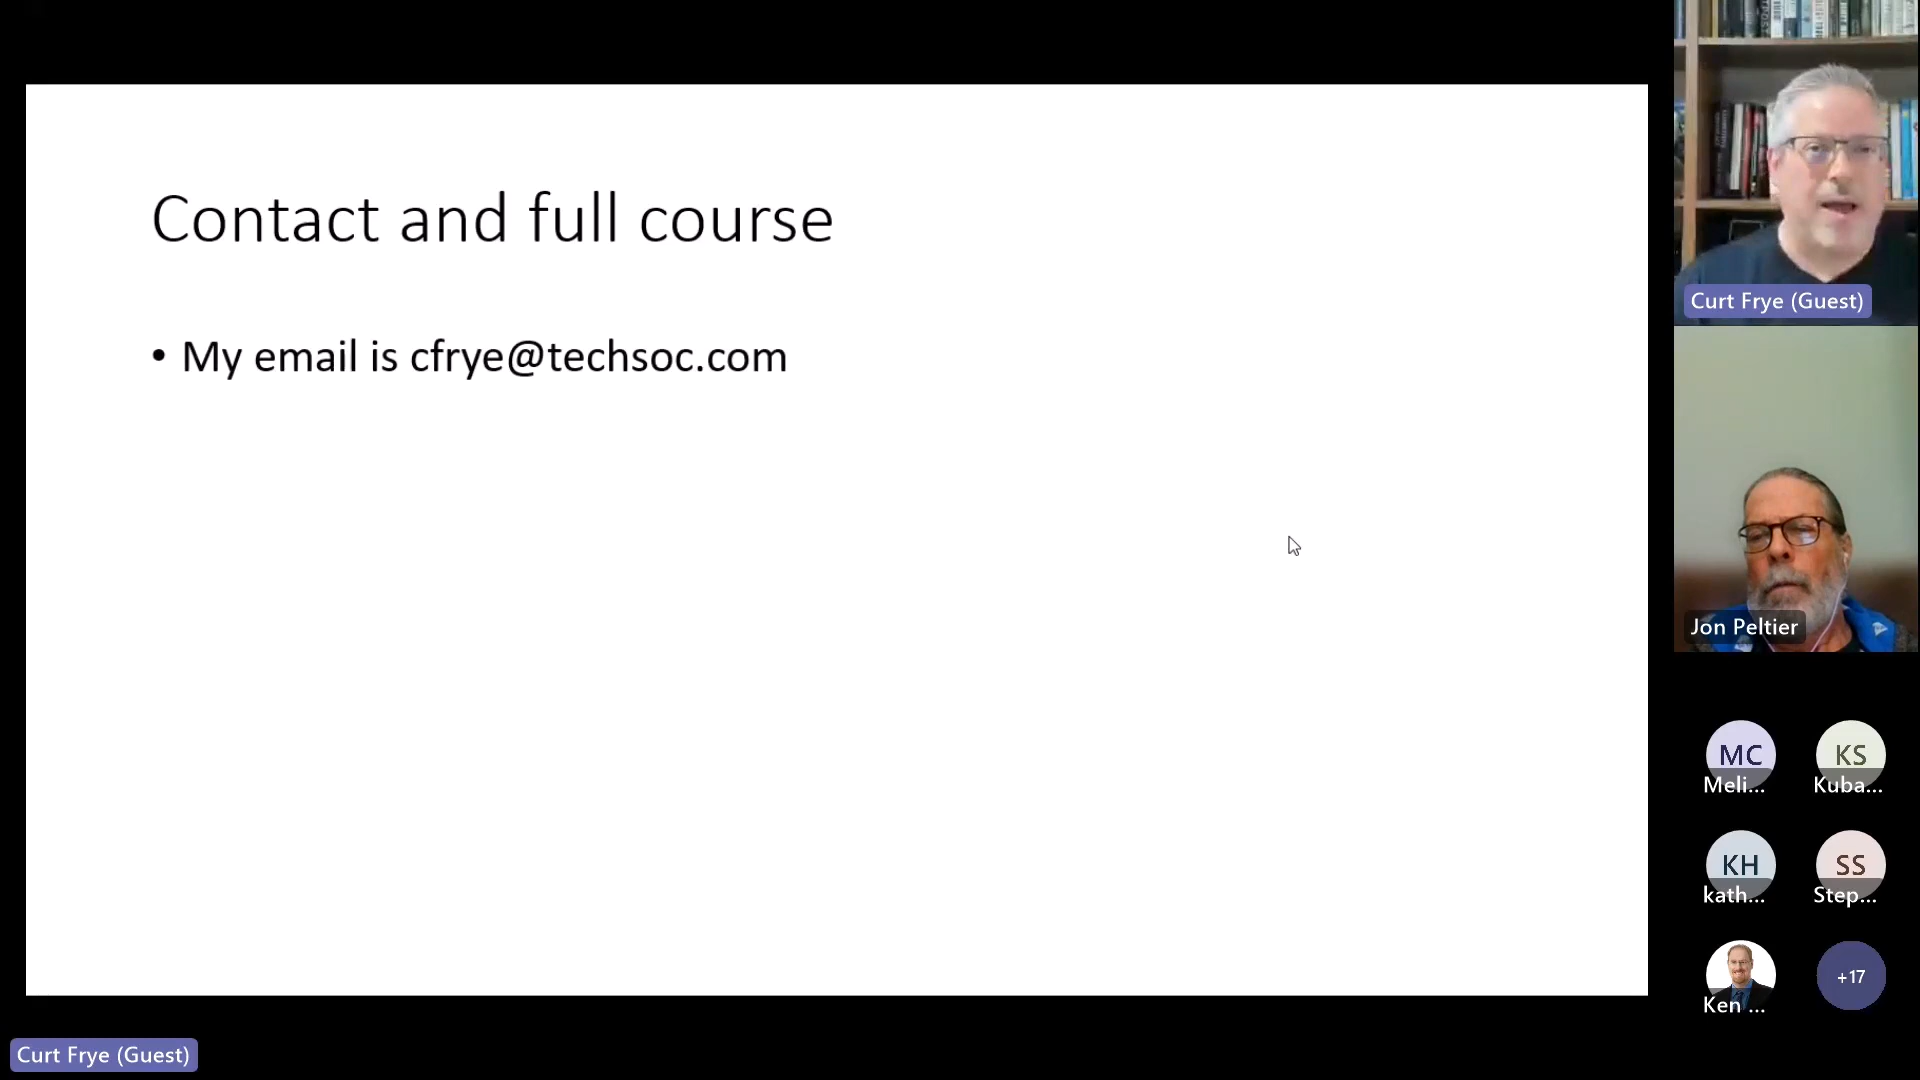 Contact and full course
• My email is cfrye@techsoc.com
Curt Frye (Guest)
Jon Peltier
MC
Meli...
KS
Kuba...
KH
kath...
SS
Step...
Ken ...
+17
Curt Frye (Guest)